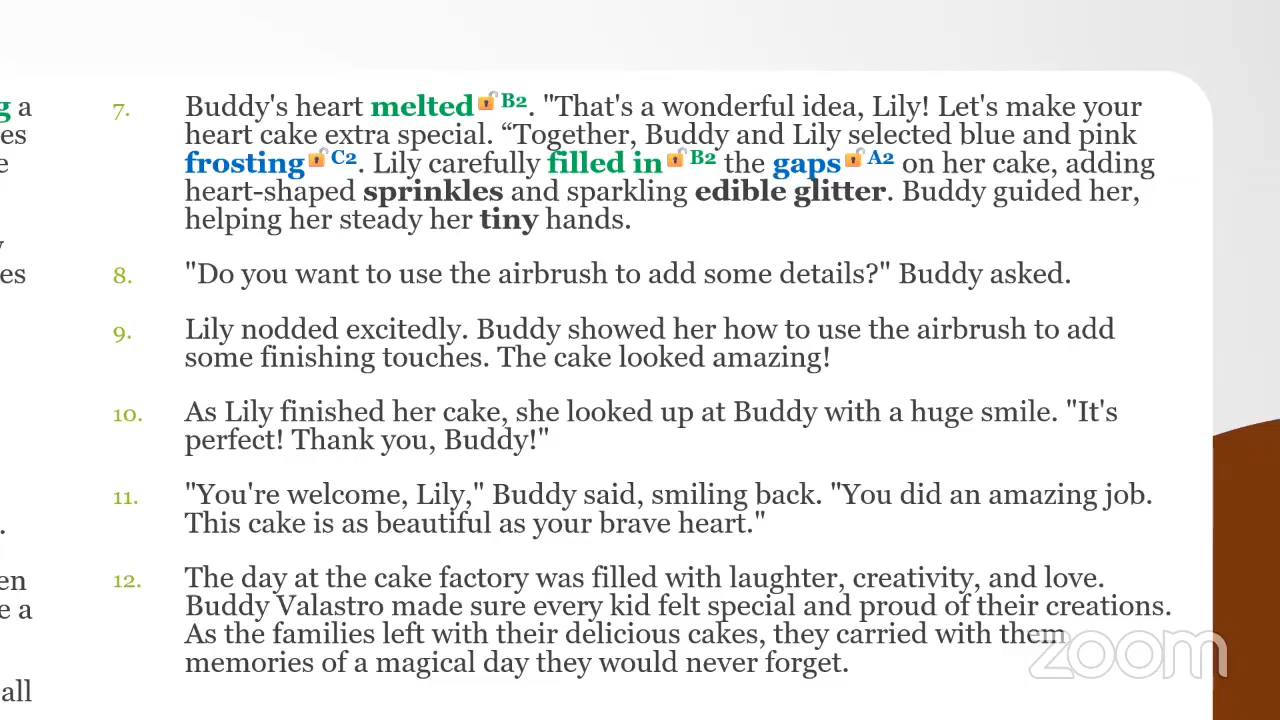 g a
es
e
y
es
.
en
e a
all
7. Buddy's heart melted B2. "That's a wonderful idea, Lily! Let's make your
heart cake extra special. “Together, Buddy and Lily selected blue and pink
frosting C2. Lily carefully filled in B2 the gaps A2 on her cake, adding
heart-shaped sprinkles and sparkling edible glitter. Buddy guided her,
helping her steady her tiny hands.
8. "Do you want to use the airbrush to add some details?" Buddy asked.
9. Lily nodded excitedly. Buddy showed her how to use the airbrush to add
some finishing touches. The cake looked amazing!
10. As Lily finished her cake, she looked up at Buddy with a huge smile. "It's
perfect! Thank you, Buddy!"
11. "You're welcome, Lily," Buddy said, smiling back. "You did an amazing job.
This cake is as beautiful as your brave heart."
12. The day at the cake factory was filled with laughter, creativity, and love.
Buddy Valastro made sure every kid felt special and proud of their creations.
As the families left with their delicious cakes, they carried with them
memories of a magical day they would never forget.
zoom